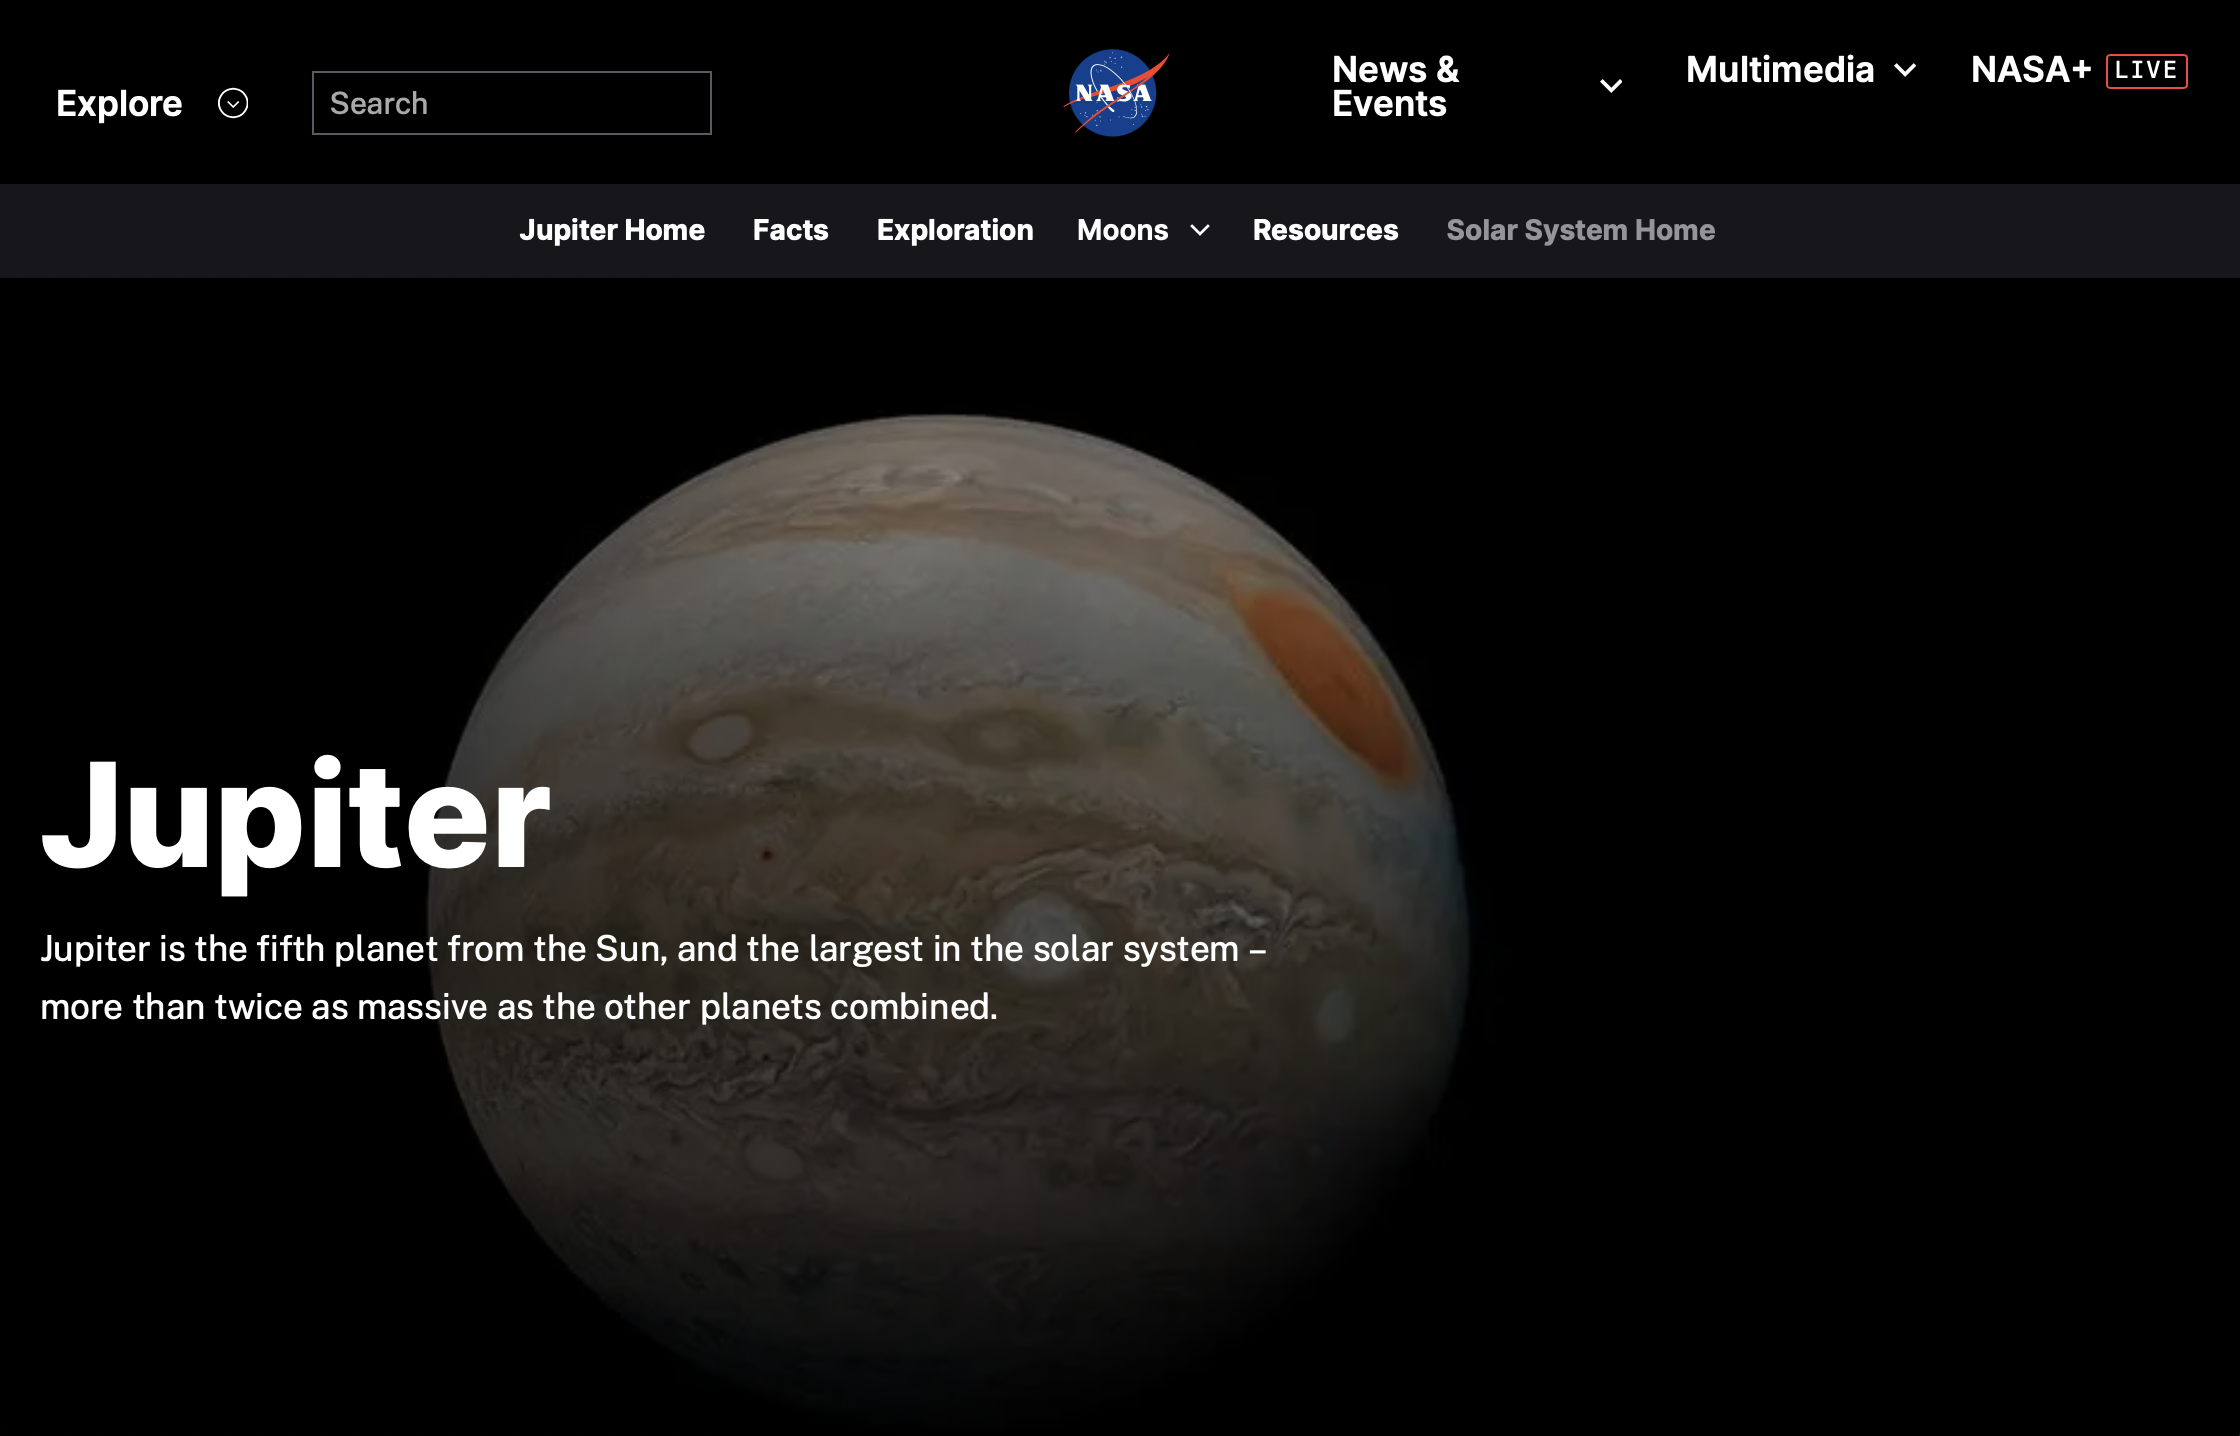 Explore
Search
NASA
News &
Events
Multimedia
NASA+ LIVE
Jupiter Home
Facts
Exploration
Moons
Resources
Solar System Home
Jupiter
Jupiter is the fifth planet from the Sun, and the largest in the solar system –
more than twice as massive as the other planets combined.